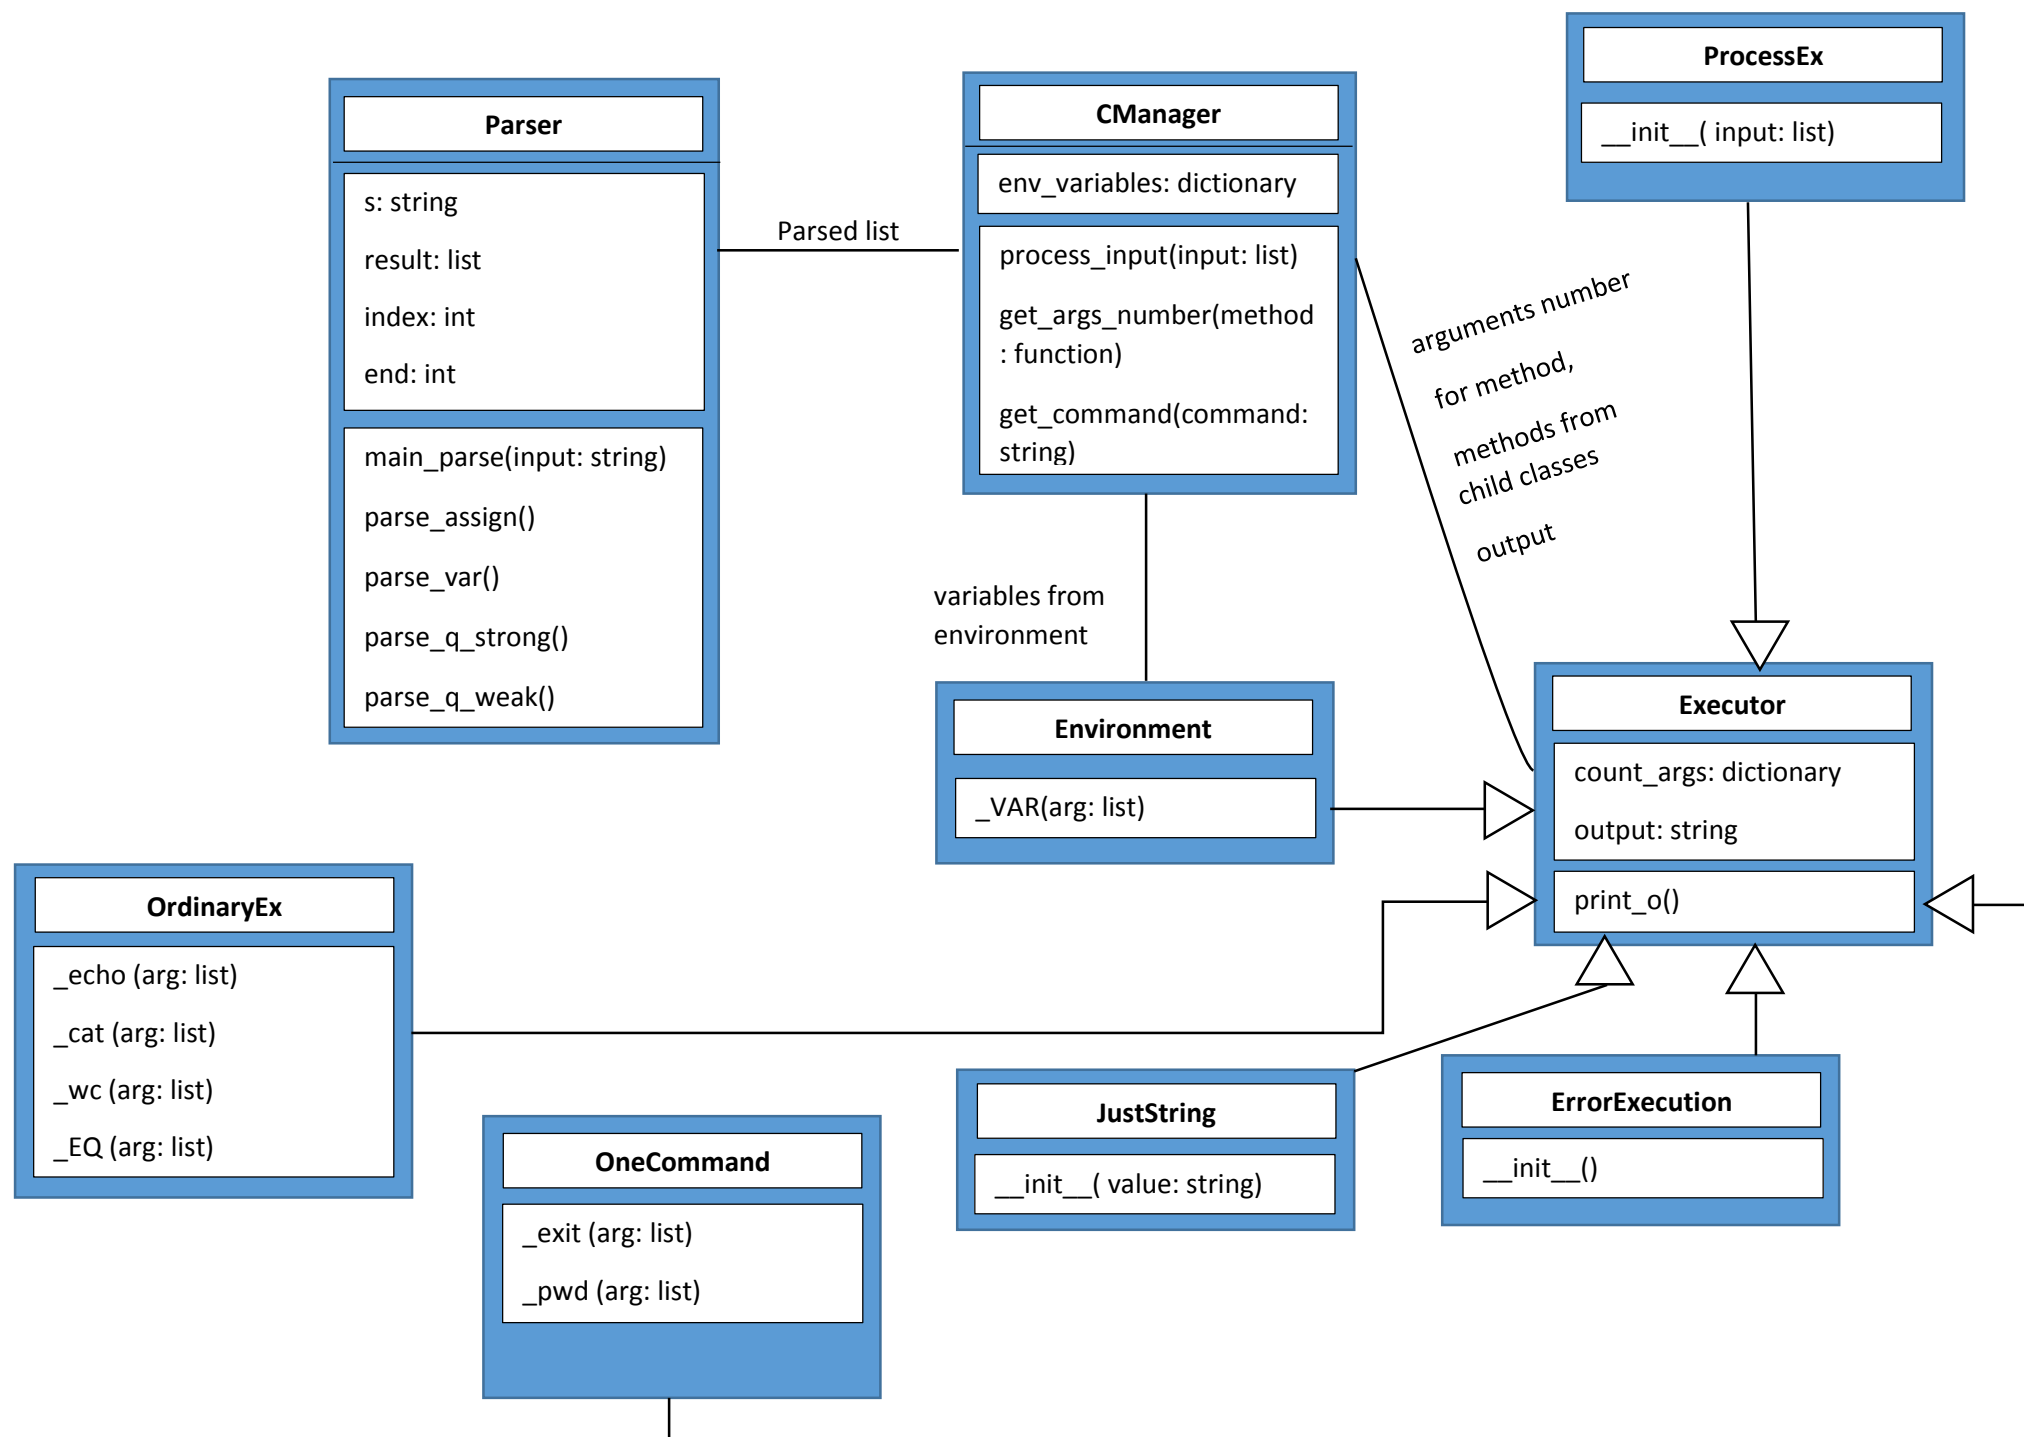 ProcessEx
__init__( input: list)
Parser
s: string
result: list
index: int
end: int
main_parse(input: string)
parse_assign()
parse_var()
parse_q_strong()
parse_q_weak()
Parsed list
CManager
env_variables: dictionary
process_input(input: list)
get_args_number(method
: function)
get_command(command:
string)
arguments number
for method,
methods from
child classes
output
variables from
environment
Environment
_VAR(arg: list)
Executor
count_args: dictionary
output: string
print_o()
OrdinaryEx
_echo (arg: list)
_cat (arg: list)
_wc (arg: list)
_EQ (arg: list)
OneCommand
_exit (arg: list)
_pwd (arg: list)
JustString
__init__( value: string)
ErrorExecution
__init__()